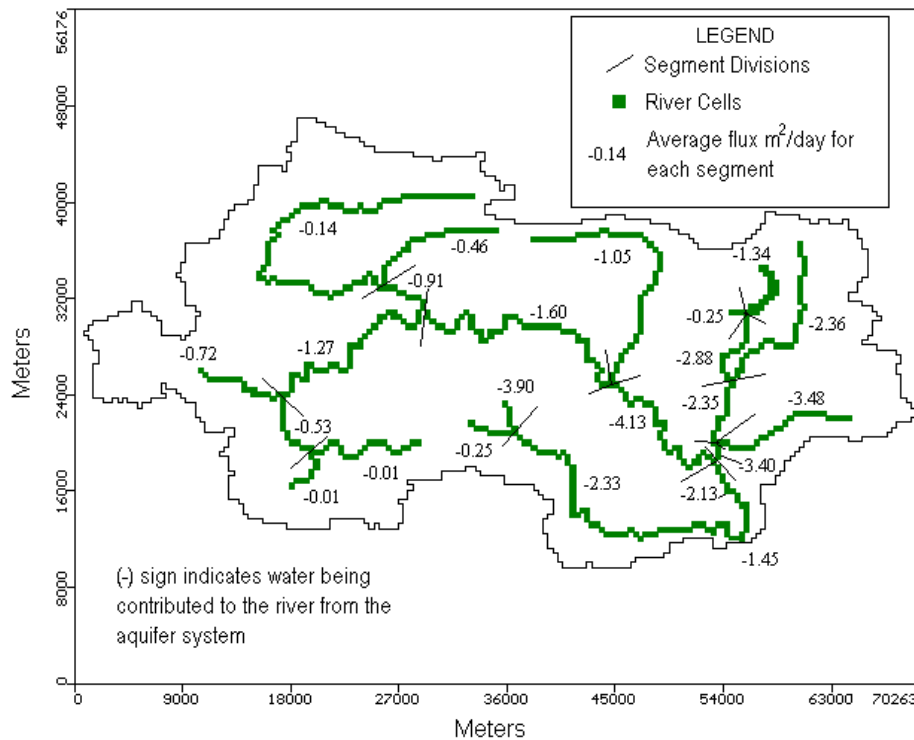 56176
48000
40000
32000
24000
16000
8000
0
Meters
LEGEND
Segment Divisions
River Cells
-0.14 Average flux m²/day for
each segment
-0.14
-0.46
-0.91
-1.05
-1.34
-1.60
-0.25
-2.36
-1.27
-0.72
-2.88
-3.90
-2.35
-3.48
-4.13
-0.53
-0.25
-0.01
-0.01
-2.33
-3.40
-2.13
-1.45
(-) sign indicates water being
contributed to the river from the
aquifer system
0 9000 18000 27000 36000 45000 54000 63000 70263
Meters